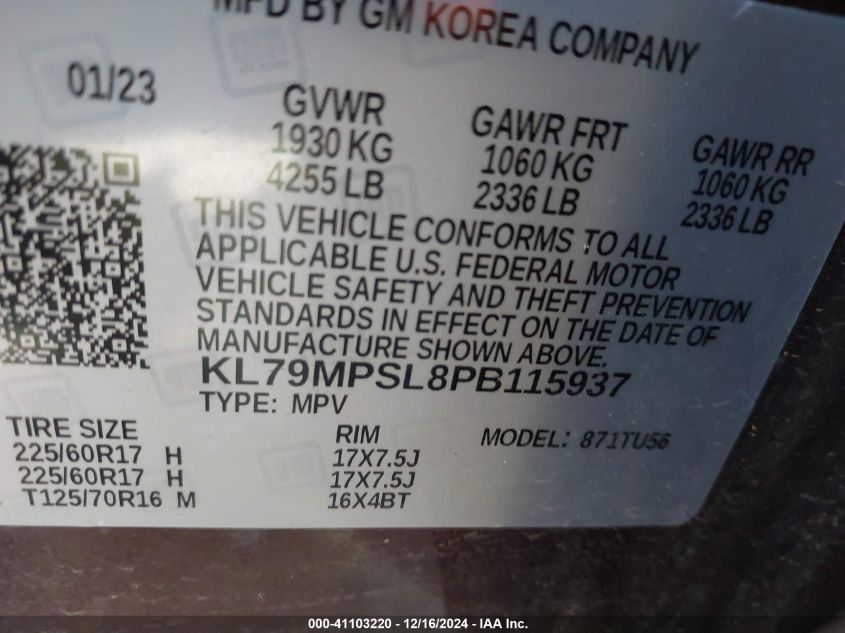 MFD BY GM KOREA COMPANY
01/23
GVWR
1930 KG
4255 LB
GAWR FRT
1060 KG
2336 LB
GAWR RR
1060 KG
2336 LB
THIS VEHICLE CONFORMS TO ALL
APPLICABLE U.S. FEDERAL MOTOR
VEHICLE SAFETY AND THEFT PREVENTION
STANDARDS IN EFFECT ON THE DATE OF
MANUFACTURE SHOWN ABOVE.
KL79MPSL8PB115937
TYPE: MPV
TIRE SIZE
225/60R17 H
225/60R17 H
T125/70R16 M
RIM
17X7.5J
17X7.5J
16X4BT
MODEL: 871TU56
000-41103220 - 12/16/2024 - IAA Inc.